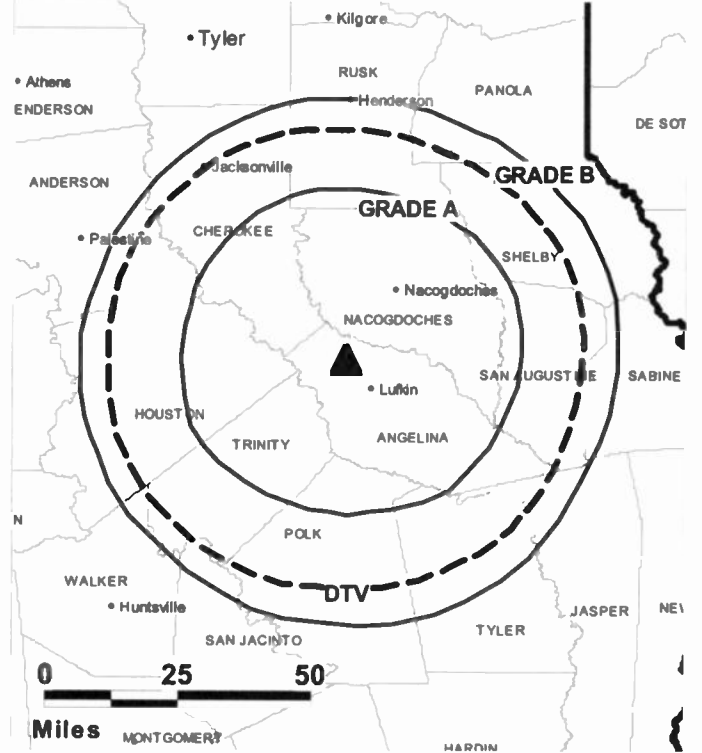 Kilgore
Tyler
RUSK
Athens
PANOLA
Henderson
ENDERSON
DE SOT
Jacksonville
GRADE B
ANDERSON
GRADE A
CHEROKEE
Palestine
SHELBY
Nacogdoches
NACOGDOCHES
SAN AUGUSTINE
SABINE
Lufkin
HOUSTON
ANGELINA
TRINITY
N
POLK
WALKER
DTV
Huntsville
JASPER
NEW
TYLER
SAN JACINTO
0 25 50
Miles
MONTGOMERY
HARDIN